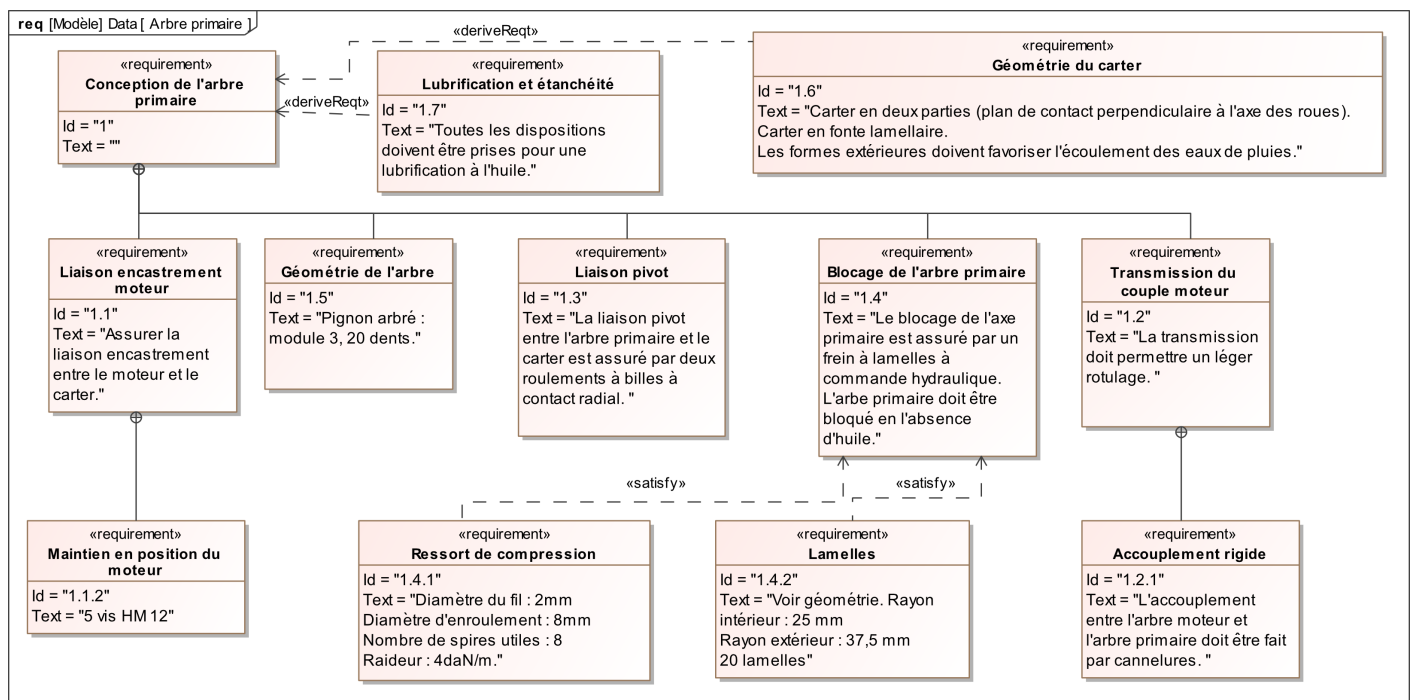 req [Modèle] Data [ Arbre primaire ]
«deriveReqt»
«requirement»
Conception de l'arbre
primaire
Id = "1"
Text = ""
«deriveReqt»
«requirement»
Lubrification et étanchéité
Id = "1.7"
Text = "Toutes les dispositions
doivent être prises pour une
lubrification à l'huile."
«requirement»
Géométrie du carter
Id = "1.6"
Text = "Carter en deux parties (plan de contact perpendiculaire à l'axe des roues).
Carter en fonte lamellaire.
Les formes extérieures doivent favoriser l'écoulement des eaux de pluies."
«requirement»
Liaison encastrement
moteur
Id = "1.1"
Text = "Assurer la
liaison encastrement
entre le moteur et le
carter."
«requirement»
Géométrie de l'arbre
Id = "1.5"
Text = "Pignon arbré :
module 3, 20 dents."
«requirement»
Liaison pivot
Id = "1.3"
Text = "La liaison pivot
entre l'arbre primaire et le
carter est assuré par deux
roulements à billes à
contact radial. "
«requirement»
Blocage de l'arbre primaire
Id = "1.4"
Text = "Le blocage de l'axe
primaire est assuré par un
frein à lamelles à
commande hydraulique.
L'arbe primaire doit être
bloqué en l'absence
d'huile."
«requirement»
Transmission du
couple moteur
Id = "1.2"
Text = "La transmission
doit permettre un léger
rotulage. "
«satisfy»
«satisfy»
«requirement»
Maintien en position du
moteur
Id = "1.1.2"
Text = "5 vis HM 12"
«requirement»
Ressort de compression
Id = "1.4.1"
Text = "Diamètre du fil : 2mm
Diamètre d'enroulement : 8mm
Nombre de spires utiles : 8
Raideur : 4daN/m."
«requirement»
Lamelles
Id = "1.4.2"
Text = "Voir géométrie. Rayon
intérieur : 25 mm
Rayon extérieur : 37,5 mm
20 lamelles"
«requirement»
Accouplement rigide
Id = "1.2.1"
Text = "L'accouplement
entre l'arbre moteur et
l'arbre primaire doit être fait
par cannelures. "